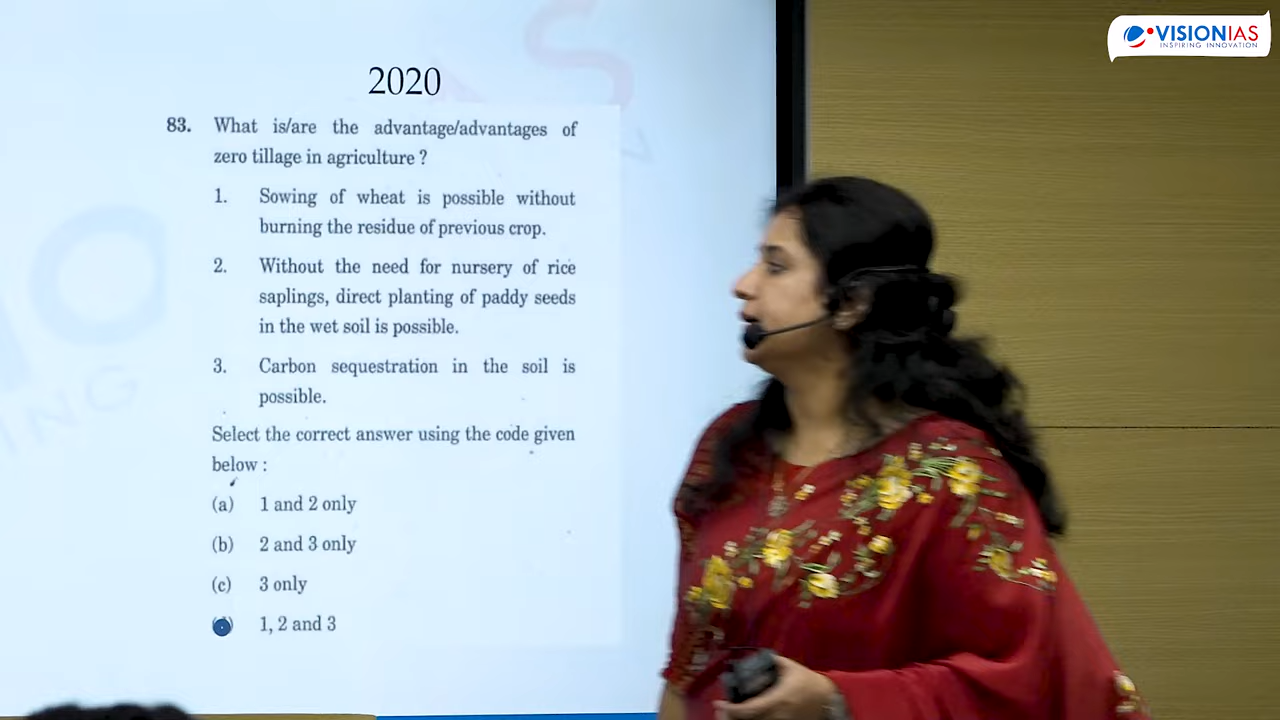 VISIONIAS
INSPIRING INNOVATION
2020
83. What is/are the advantage/advantages of
zero tillage in agriculture ?
1. Sowing of wheat is possible without
burning the residue of previous crop.
2. Without the need for nursery of rice
saplings, direct planting of paddy seeds
in the wet soil is possible.
3. Carbon sequestration in the soil is
possible.
Select the correct answer using the code given
below :
(a) 1 and 2 only
(b) 2 and 3 only
(c) 3 only
1, 2 and 3